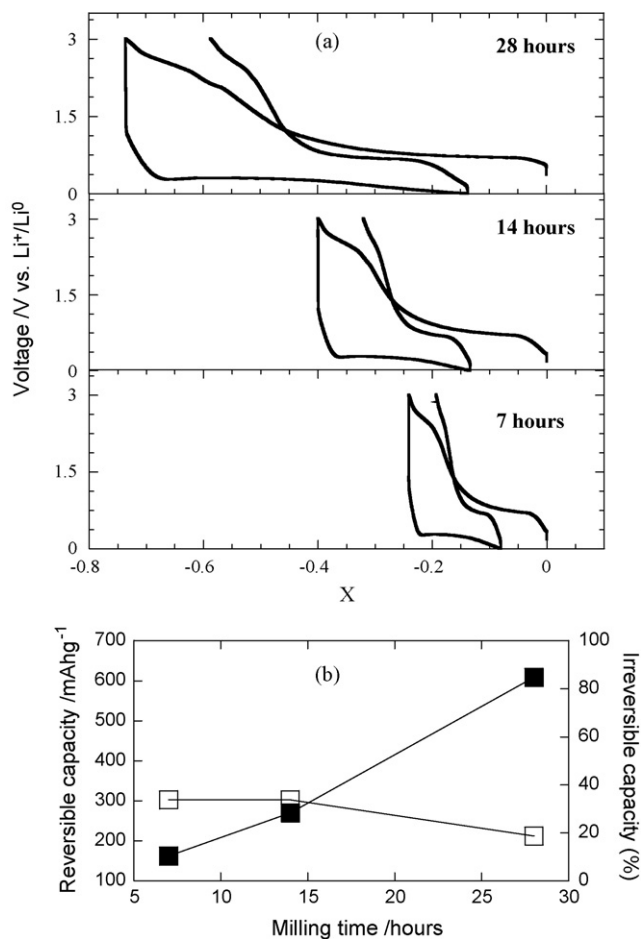 (a)
28 hours
3
1.5
0
14 hours
3
1.5
0
7 hours
3
1.5
0
Voltage /V vs. Li⁺/Li⁰
-0.8 -0.6 -0.4 -0.2 0
X
(b)
700
600
500
400
300
200
100
Reversible capacity /mAhg⁻¹
100
80
60
40
20
0
Irreversible capacity (%)
5 10 15 20 25 30
Milling time /hours